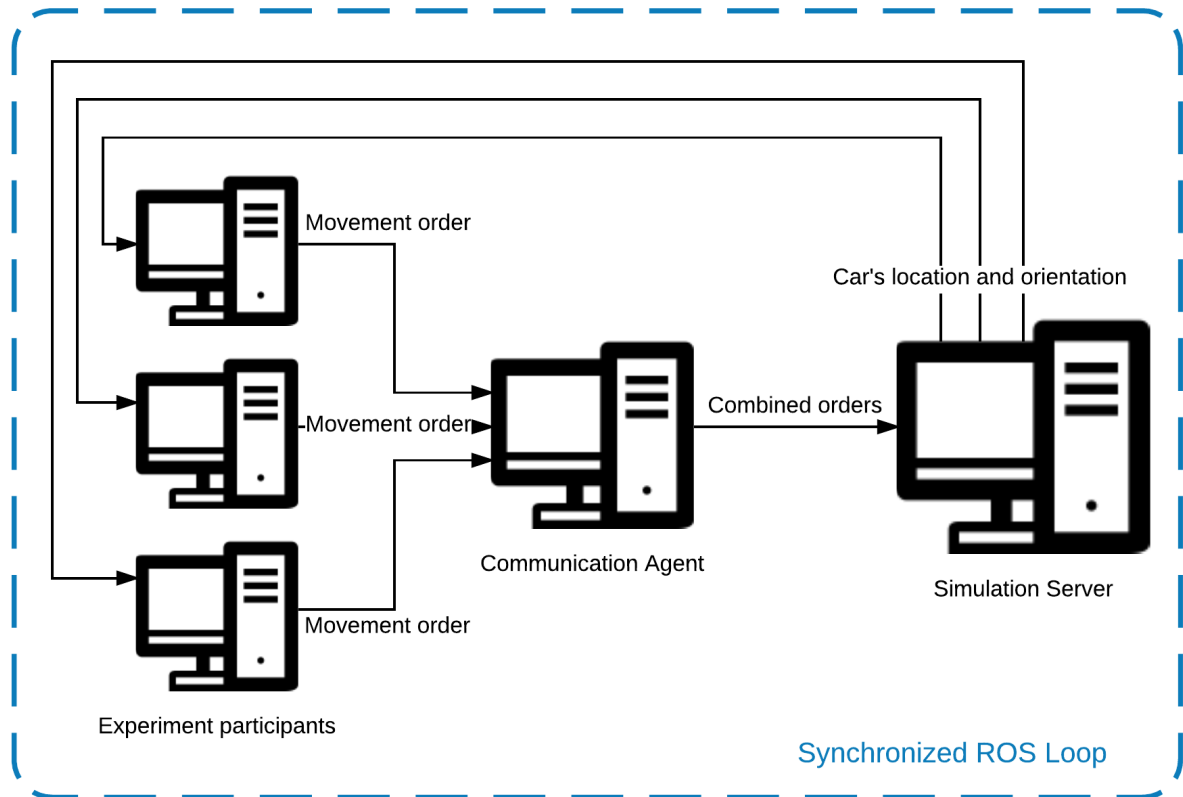 Movement order
Car's location and orientation
Combined orders
Movement order
Communication Agent
Simulation Server
Movement order
Experiment participants
Synchronized ROS Loop